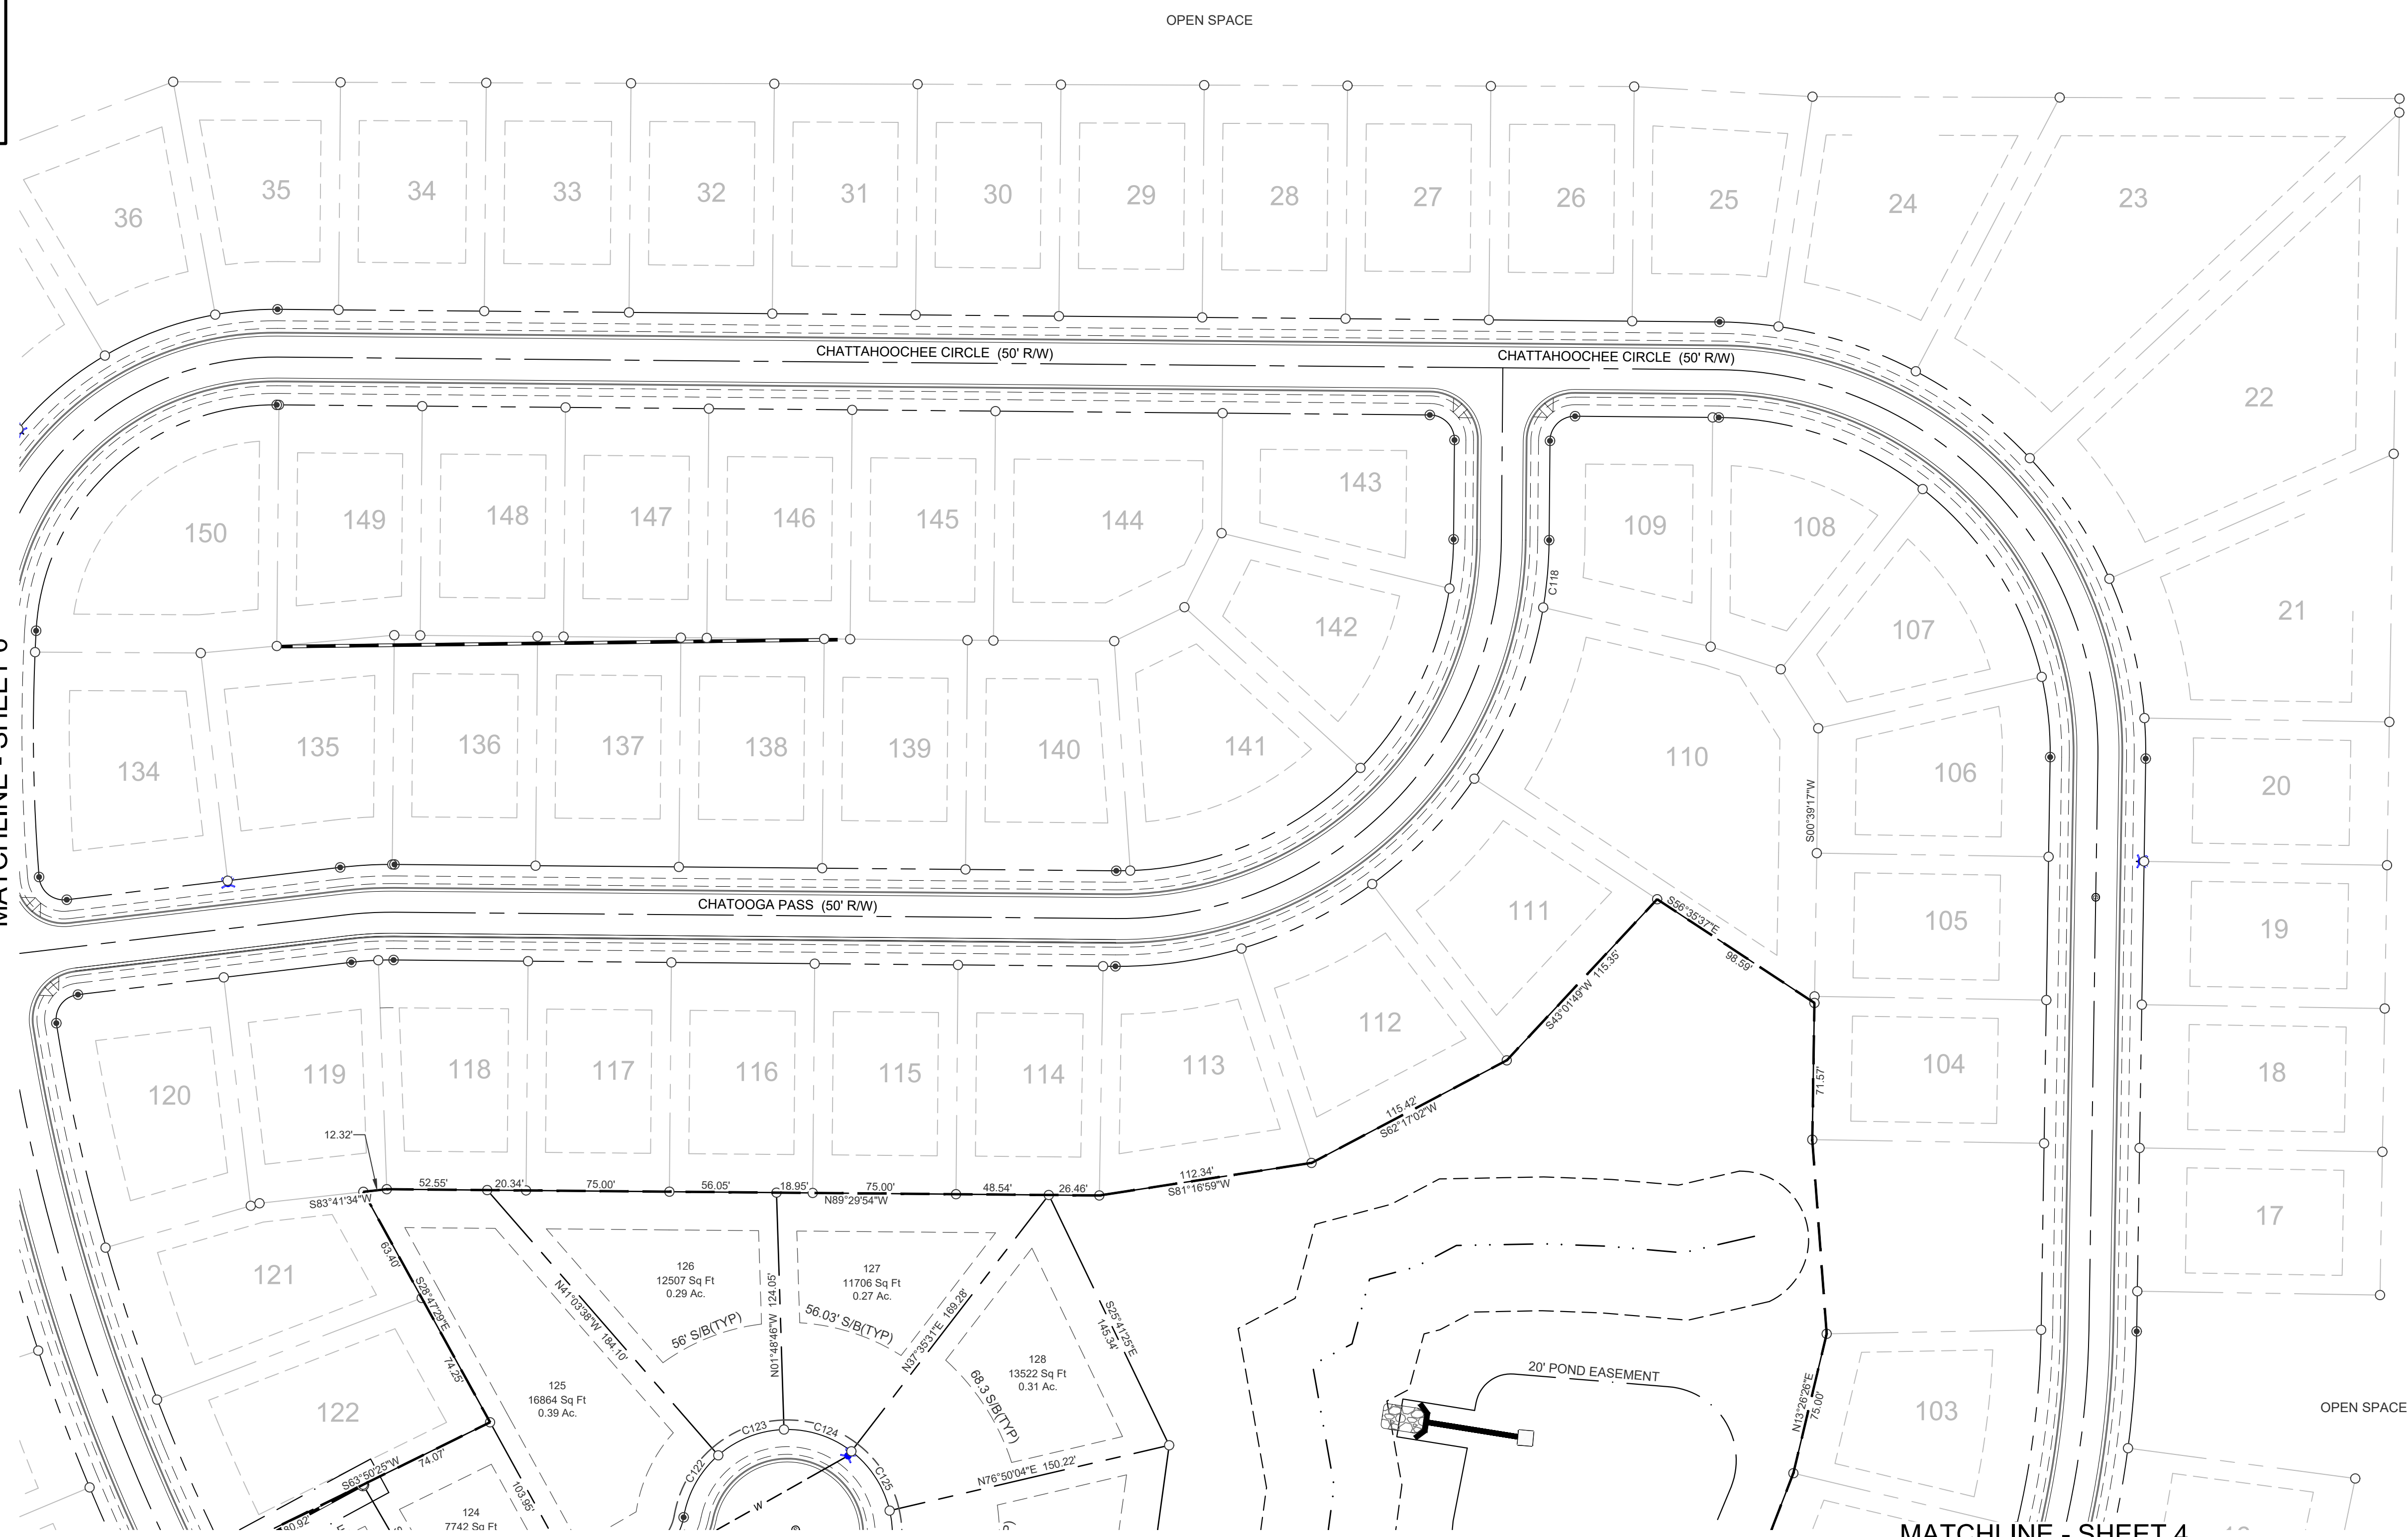 OPEN SPACE
36
35
34
33
32
31
30
29
28
27
26
25
24
23
22
CHATTAHOOCHEE CIRCLE (50' R/W)
CHATTAHOOCHEE CIRCLE (50' R/W)
150
149
148
147
146
145
144
143
142
109
108
107
C118
21
134
135
136
137
138
139
140
141
110
S00°39'17"W
106
20
CHATOOGA PASS (50' R/W)
111
S56°35'37"E
98.59'
105
19
S43°01'49"W 115.35'
112
120
119
118
117
116
115
114
113
104
18
71.57'
115.42'
S62°17'02"W
12.32'
S83°41'34"W
52.55'
20.34'
75.00'
56.05'
18.95'
75.00'
N89°29'54"W
48.54'
26.46'
112.34'
S81°16'59"W
17
121
63.40'
S28°47'29"E
74.25'
N41°03'38"W 184.10'
126
12507 Sq Ft
0.29 Ac.
56' S/B(TYP)
N01°48'46"W 124.05'
127
11706 Sq Ft
0.27 Ac.
56.03' S/B(TYP)
N37°35'31"E 169.28'
S25°41'25"E
145.34'
128
13522 Sq Ft
0.31 Ac.
68.3 S/B(TYP)
125
16864 Sq Ft
0.39 Ac.
122
20' POND EASEMENT
N13°26'26"E
75.00'
103
OPEN SPACE
C122
C123
C124
C125
N76°50'04"E 150.22'
S63°50'25"W
74.07'
80.92'
103.95'
124
7742 Sq Ft
W
MATCHLINE - SHEET 4